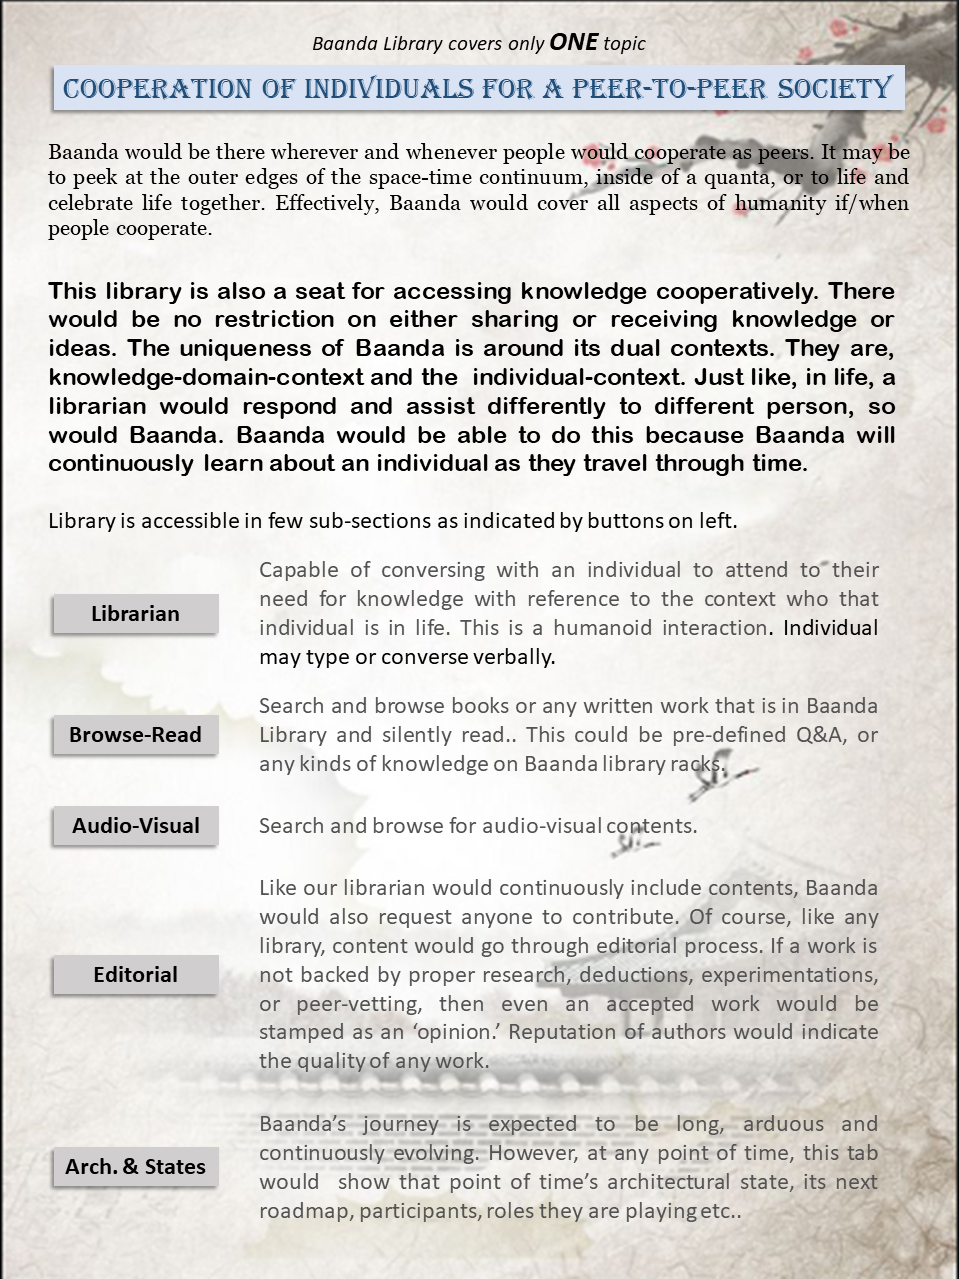 Baanda Library covers only ONE topic
COOPERATION OF INDIVIDUALS FOR A PEER-TO-PEER SOCIETY
Baanda would be there wherever and whenever people would cooperate as peers. It may be
to peek at the outer edges of the space-time continuum, inside of a quanta, or to life and
celebrate life together. Effectively, Baanda would cover all aspects of humanity if/when
people cooperate.
This library is also a seat for accessing knowledge cooperatively. There
would be no restriction on either sharing or receiving knowledge or
ideas. The uniqueness of Baanda is around its dual contexts. They are,
knowledge-domain-context and the individual-context. Just like, in life, a
librarian would respond and assist differently to different person, so
would Baanda. Baanda would be able to do this because Baanda will
continuously learn about an individual as they travel through time.
Library is accessible in few sub-sections as indicated by buttons on left.
Librarian
Capable of conversing with an individual to attend to their
need for knowledge with reference to the context who that
individual is in life. This is a humanoid interaction. Individual
may type or converse verbally.
Browse-Read
Search and browse books or any written work that is in Baanda
Library and silently read.. This could be pre-defined Q&A, or
any kinds of knowledge on Baanda library racks.
Audio-Visual
Search and browse for audio-visual contents.
Editorial
Like our librarian would continuously include contents, Baanda
would also request anyone to contribute. Of course, like any
library, content would go through editorial process. If a work is
not backed by proper research, deductions, experimentations,
or peer-vetting, then even an accepted work would be
stamped as an ‘opinion.’ Reputation of authors would indicate
the quality of any work.
Arch. & States
Baanda’s journey is expected to be long, arduous and
continuously evolving. However, at any point of time, this tab
would show that point of time’s architectural state, its next
roadmap, participants, roles they are playing etc..